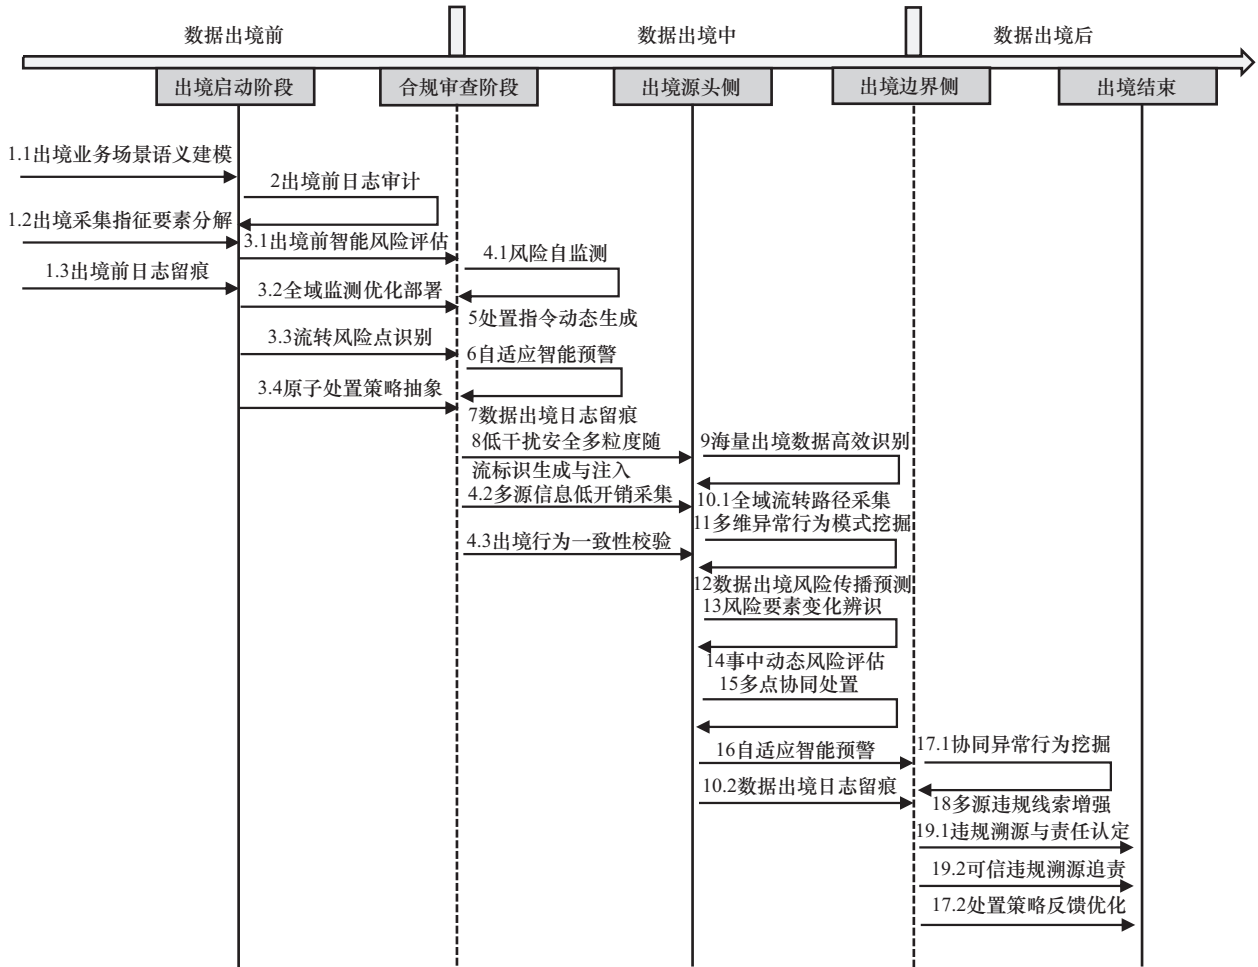 数据出境前
数据出境中
数据出境后
出境启动阶段
合规审查阶段
出境源头侧
出境边界侧
出境结束
1.1出境业务场景语义建模
2出境前日志审计
1.2出境采集指征要素分解
3.1出境前智能风险评估
4.1风险自监测
1.3出境前日志留痕
3.2全域监测优化部署
5处置指令动态生成
3.3流转风险点识别
6自适应智能预警
3.4原子处置策略抽象
7数据出境日志留痕
8低干扰安全多粒度随
流标识生成与注入
9海量出境数据高效识别
4.2多源信息低开销采集
10.1全域流转路径采集
11多维异常行为模式挖掘
4.3出境行为一致性校验
12数据出境风险传播预测
13风险要素变化辨识
14事中动态风险评估
15多点协同处置
16自适应智能预警
17.1协同异常行为挖掘
10.2数据出境日志留痕
18多源违规线索增强
19.1违规溯源与责任认定
19.2可信违规溯源追责
17.2处置策略反馈优化